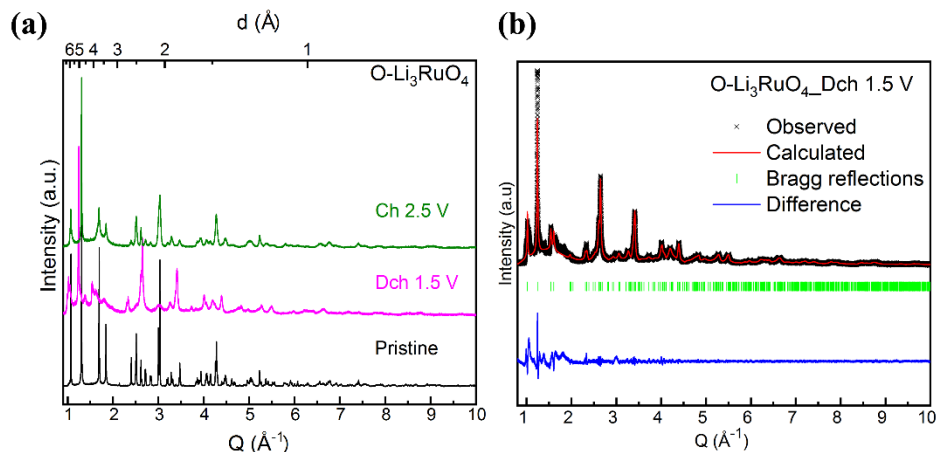 (a)
d (Å)
6 5 4 3 2 1
O-Li₃RuO₄
Ch 2.5 V
Dch 1.5 V
Pristine
Intensity (a.u.)
1 2 3 4 5 6 7 8 9 10
Q (Å⁻¹)
(b)
O-Li₃RuO₄_Dch 1.5 V
Observed
Calculated
Bragg reflections
Difference
Intensity (a.u)
1 2 3 4 5 6 7 8 9 10
Q (Å⁻¹)